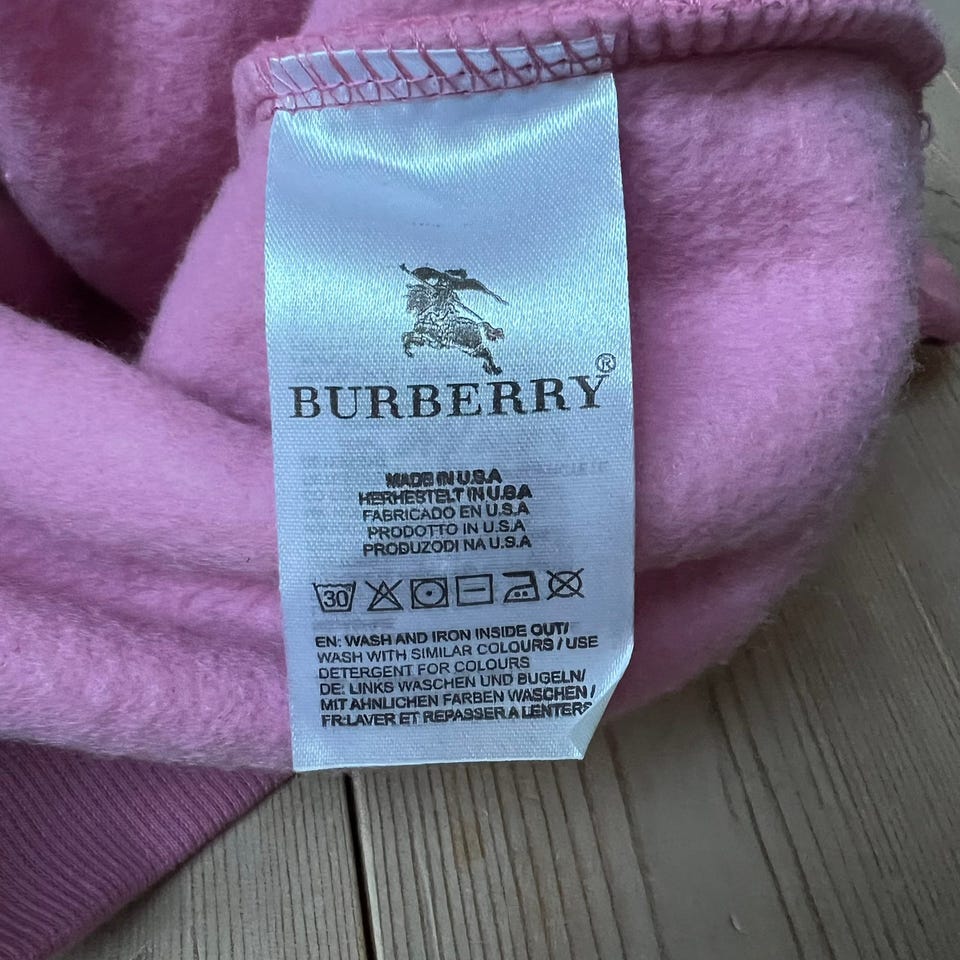 BURBERRY®
MADE IN U.S.A
HERHESTELT IN U.S.A
FABRICADO EN U.S.A
PRODOTTO IN U.S.A
PRODUZODI NA U.S.A
30
EN: WASH AND IRON INSIDE OUT/
WASH WITH SIMILAR COLOURS / USE
DETERGENT FOR COLOURS
DE: LINKS WASCHEN UND BUGELN/
MIT AHNLICHEN FARBEN WASCHEN /
FR:LAVER ET REPASSER A LENTERS